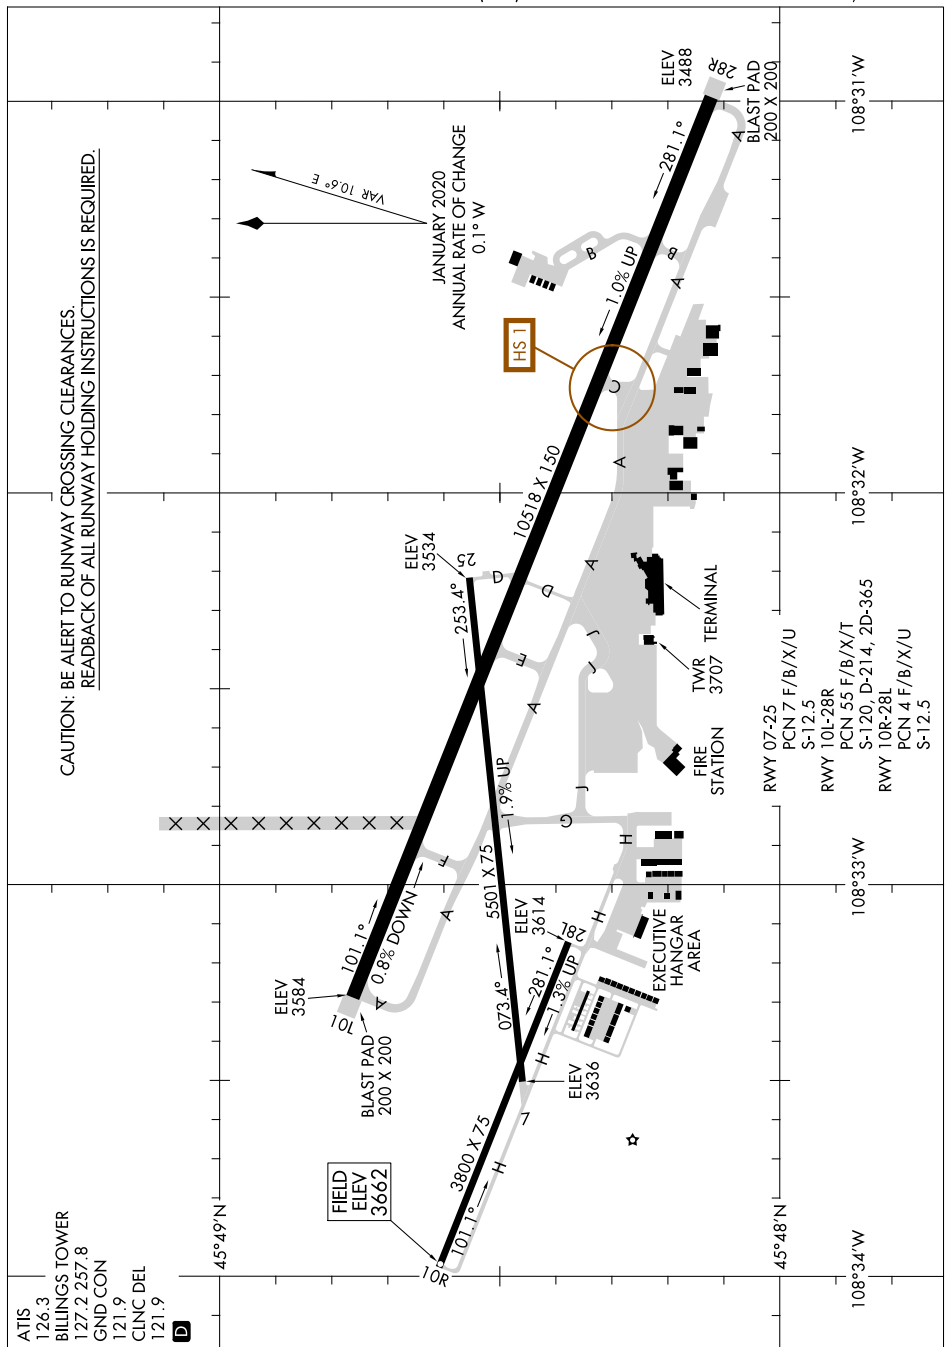 ATIS
126.3
BILLINGS TOWER
127.2 257.8
GND CON
121.9
CLNC DEL
121.9
D
CAUTION: BE ALERT TO RUNWAY CROSSING CLEARANCES.
READBACK OF ALL RUNWAY HOLDING INSTRUCTIONS IS REQUIRED.
VAR 10.6° E
JANUARY 2020
ANNUAL RATE OF CHANGE
0.1° W
45°49'N
45°48'N
108°34'W
108°33'W
108°32'W
108°31'W
FIELD
ELEV
3662
10R
101.1°
3800 X 75
H
L
H
7
ELEV
3636
1.3% UP
281.1°
28L
ELEV
3614
H
H
EXECUTIVE
HANGAR
AREA
073.4°
5501 X 75
1.9% UP
253.4°
25
ELEV
3534
ELEV
3584
10L
BLAST PAD
200 X 200
101.1°
0.8% DOWN
A
A
F
G
J
A
E
J
J
D
D
A
10518 X 150
A
C
HS 1
1.0% UP
B
B
A
281.1°
A
ELEV
3488
28R
BLAST PAD
200 X 200
FIRE
STATION
TWR
3707
TERMINAL
RWY 07-25
PCN 7 F/B/X/U
S-12.5
RWY 10L-28R
PCN 55 F/B/X/T
S-120, D-214, 2D-365
RWY 10R-28L
PCN 4 F/B/X/U
S-12.5